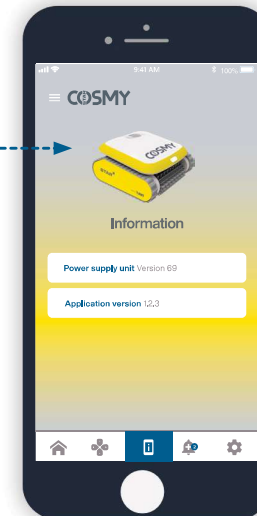 9:41 AM
100%
COSMY
COSMY
Information
Power supply unit Version 69
Application version 1,2,3